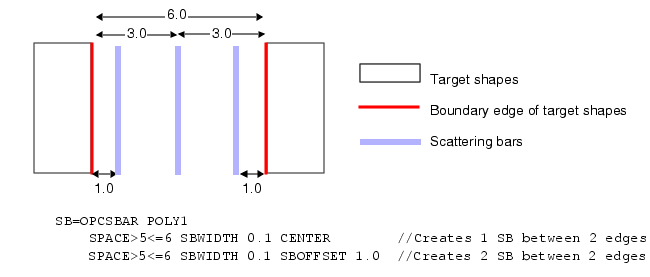 6.0
3.0 3.0
Target shapes
Boundary edge of target shapes
Scattering bars
1.0 1.0
SB=OPCSBAR POLY1
SPACE>5<=6 SBWIDTH 0.1 CENTER //Creates 1 SB between 2 edges
SPACE>5<=6 SBWIDTH 0.1 SBOFFSET 1.0 //Creates 2 SB between 2 edges